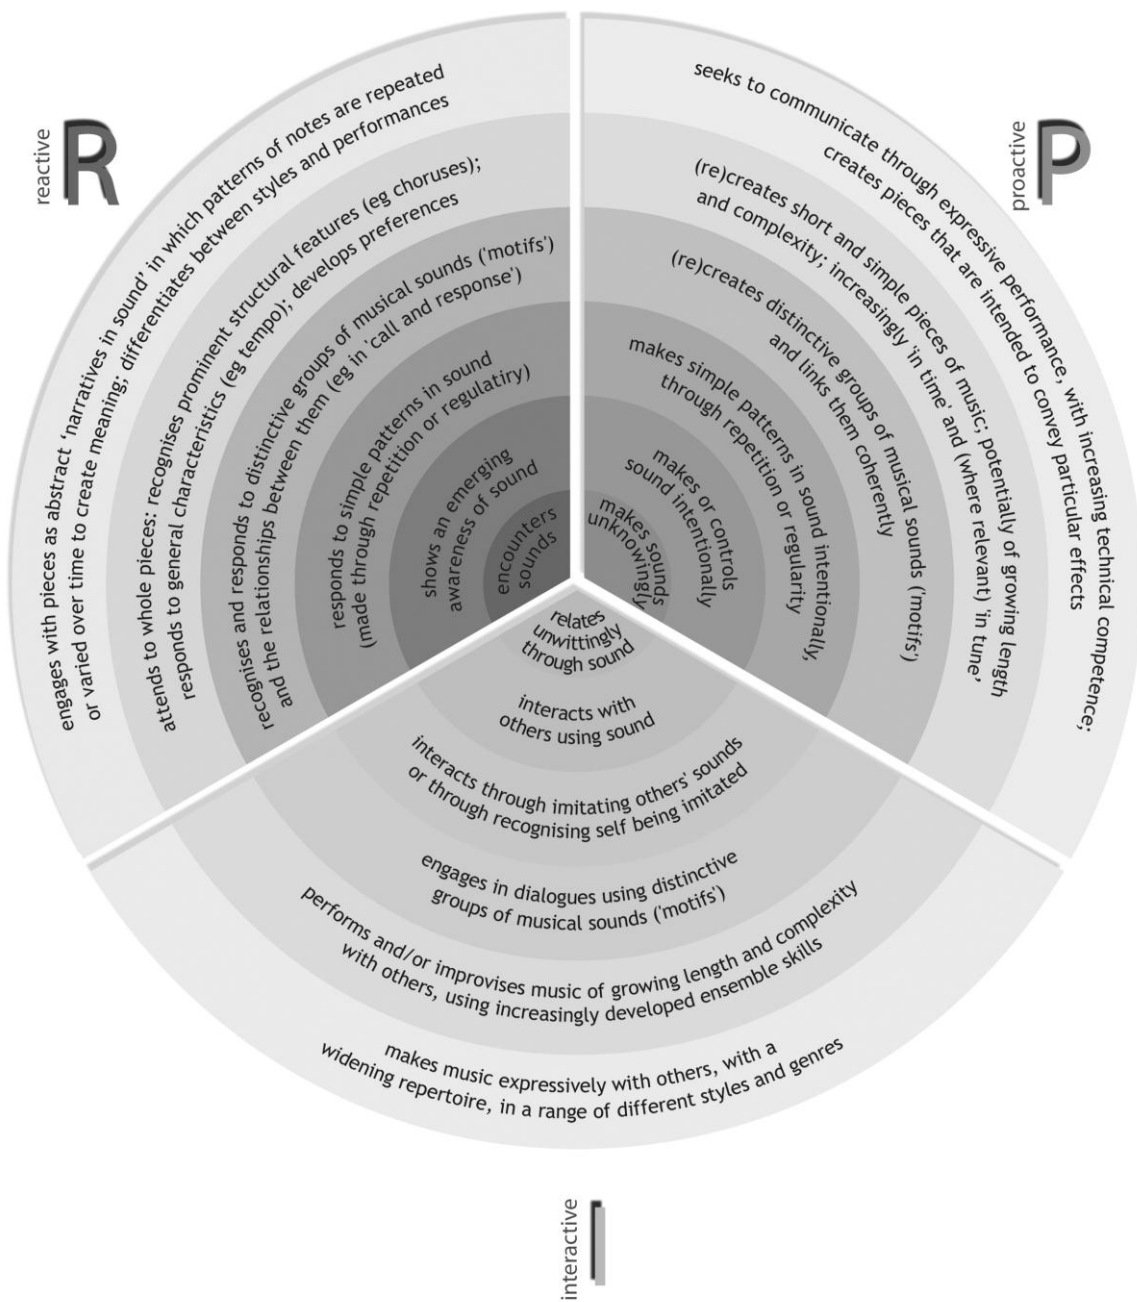 reactive
R
engages with pieces as abstract ‘narratives in sound’ in which patterns of notes are repeated
or varied over time to create meaning; differentiates between styles and performances
attends to whole pieces: recognises prominent structural features (eg choruses);
responds to general characteristics (eg tempo); develops preferences
recognises and responds to distinctive groups of musical sounds ('motifs')
and the relationships between them (eg in 'call and response')
responds to simple patterns in sound
(made through repetition or regulatiry)
shows an emerging
awareness of sound
encounters
sounds
proactive
P
seeks to communicate through expressive performance, with increasing technical competence;
creates pieces that are intended to convey particular effects
(re)creates short and simple pieces of music; potentially of growing length
and complexity; increasingly 'in time' and (where relevant) 'in tune'
(re)creates distinctive groups of musical sounds ('motifs')
and links them coherently
makes simple patterns in sound intentionally,
through repetition or regularity
makes or controls
sound intentionally
makes sounds
unknowingly
relates
unwittingly
through sound
interacts with
others using sound
interacts through imitating others' sounds
or through recognising self being imitated
engages in dialogues using distinctive
groups of musical sounds ('motifs')
performs and/or improvises music of growing length and complexity
with others, using increasingly developed ensemble skills
makes music expressively with others, with a
widening repertoire, in a range of different styles and genres
interactive
I